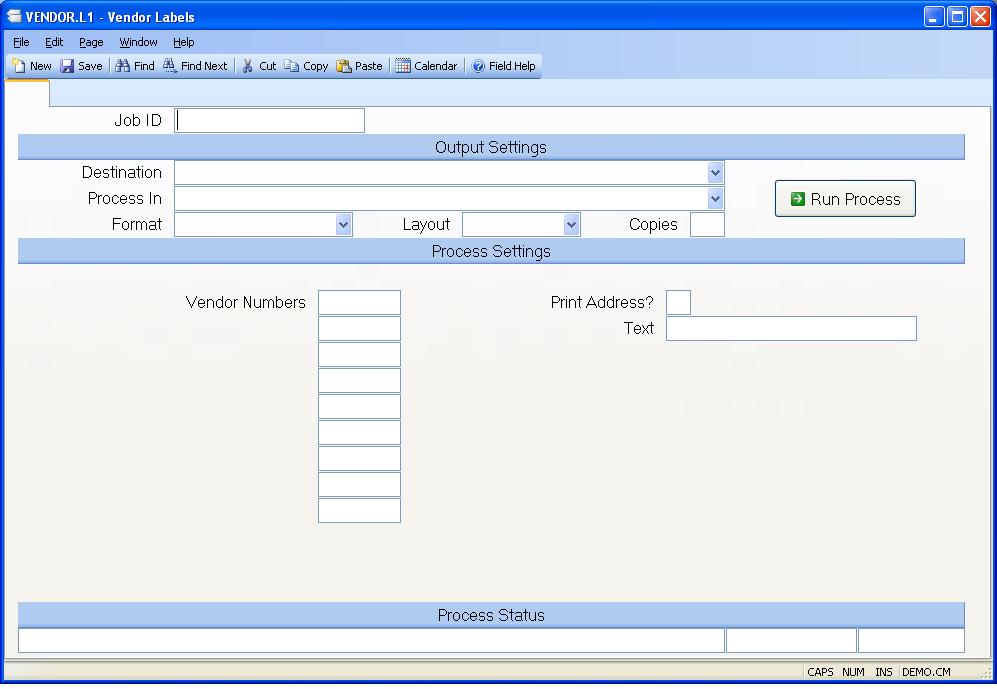 VENDOR.L1 - Vendor Labels
File Edit Page Window Help
New Save Find Find Next Cut Copy Paste Calendar Field Help
Job ID
Output Settings
Destination
Process In
Run Process
Format Layout Copies
Process Settings
Vendor Numbers Print Address?
Text
Process Status
CAPS NUM INS DEMO.CM